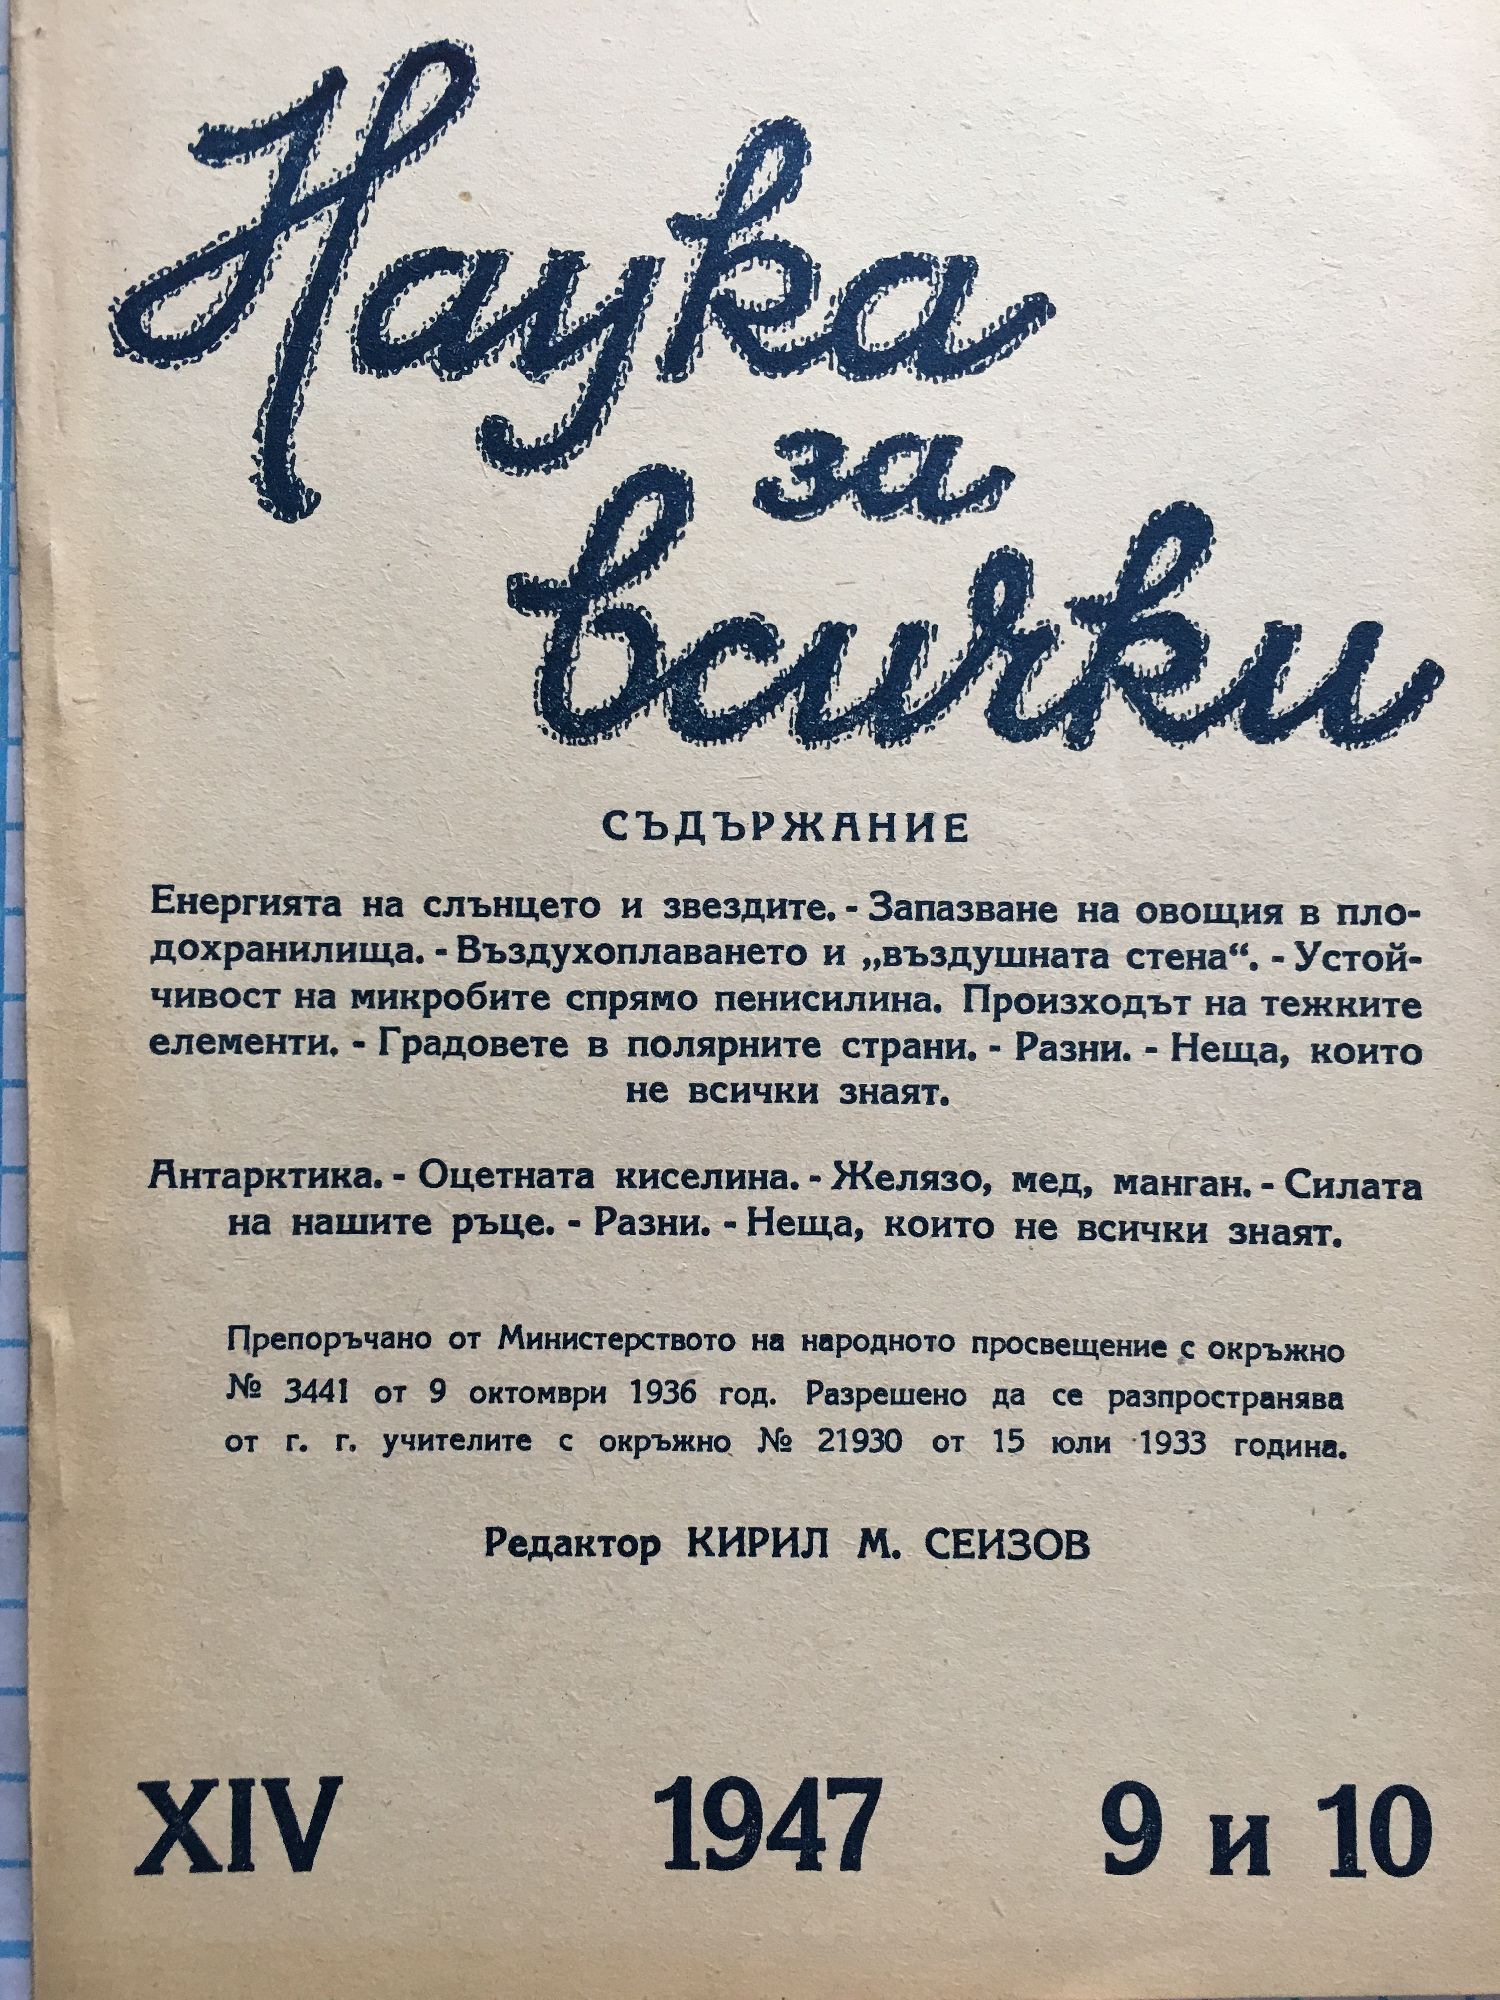 Наука
за
всички
СЪДЪРЖАНИЕ
Енергията на слънцето и звездите. - Запазване на овощия в пло-
дохранилища. - Въздухоплаването и „въздушната стена“. - Устой-
чивост на микробите спрямо пенисилина. Произходът на тежките
елементи. - Градовете в полярните страни. - Разни. - Неща, които
не всички знаят.
Антарктика. - Оцетната киселина. - Желязо, мед, манган. - Силата
на нашите ръце. - Разни. - Неща, които не всички знаят.
Препоръчано от Министерството на народното просвещение с окръжно
№ 3441 от 9 октомври 1936 год. Разрешено да се разпространява
от г. г. учителите с окръжно № 21930 от 15 юли 1933 година.
Редактор КИРИЛ М. СЕИЗОВ
XIV 1947 9 и 10